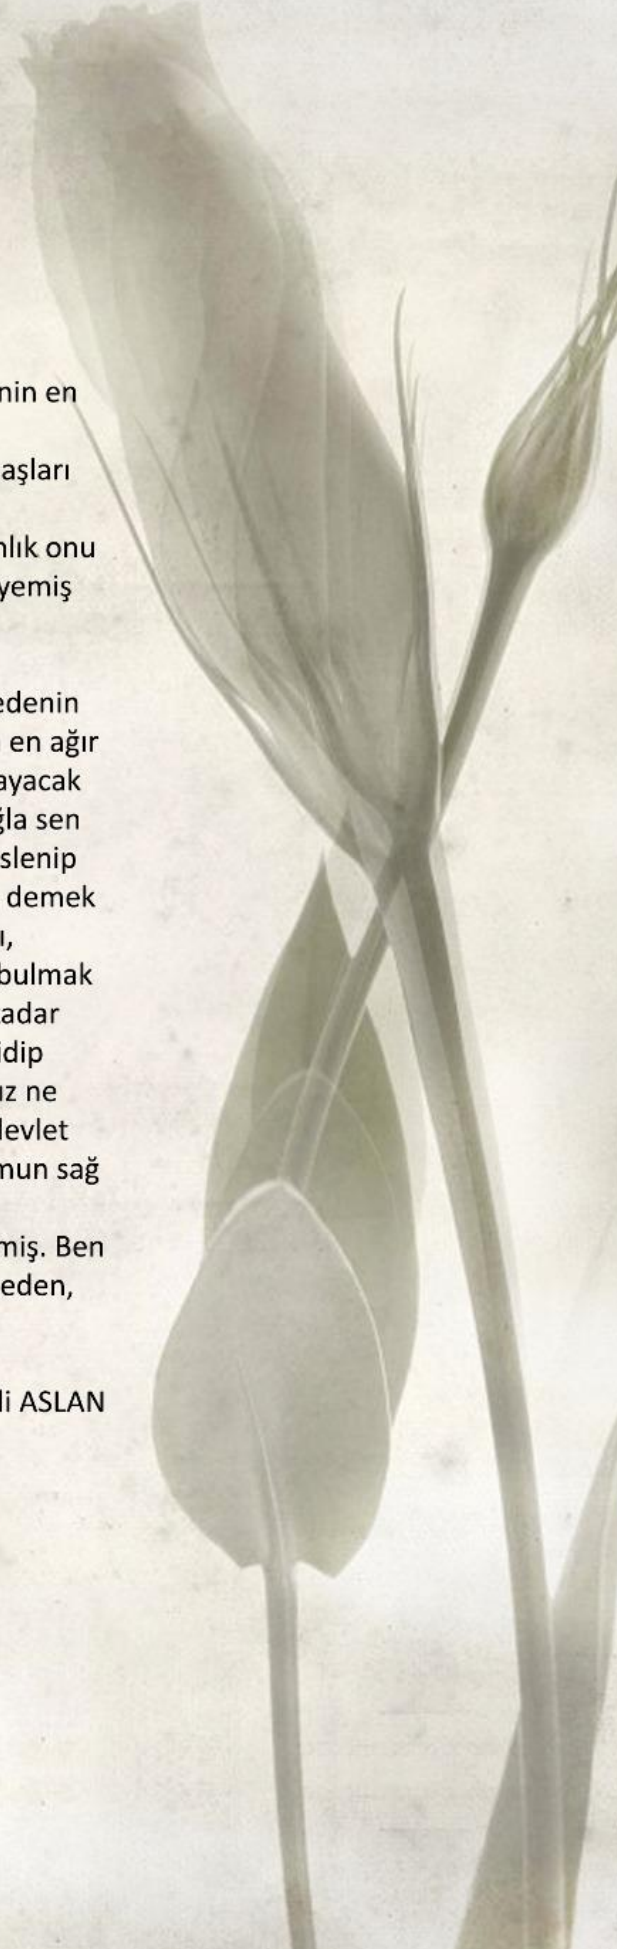 nin en
aşları
nlık onu
yemiş
edenin
en ağır
ayacak
ğla sen
slenip
demek
ı,
bulmak
adar
idip
ız ne
devlet
mun sağ
miş. Ben
eden,
li ASLAN